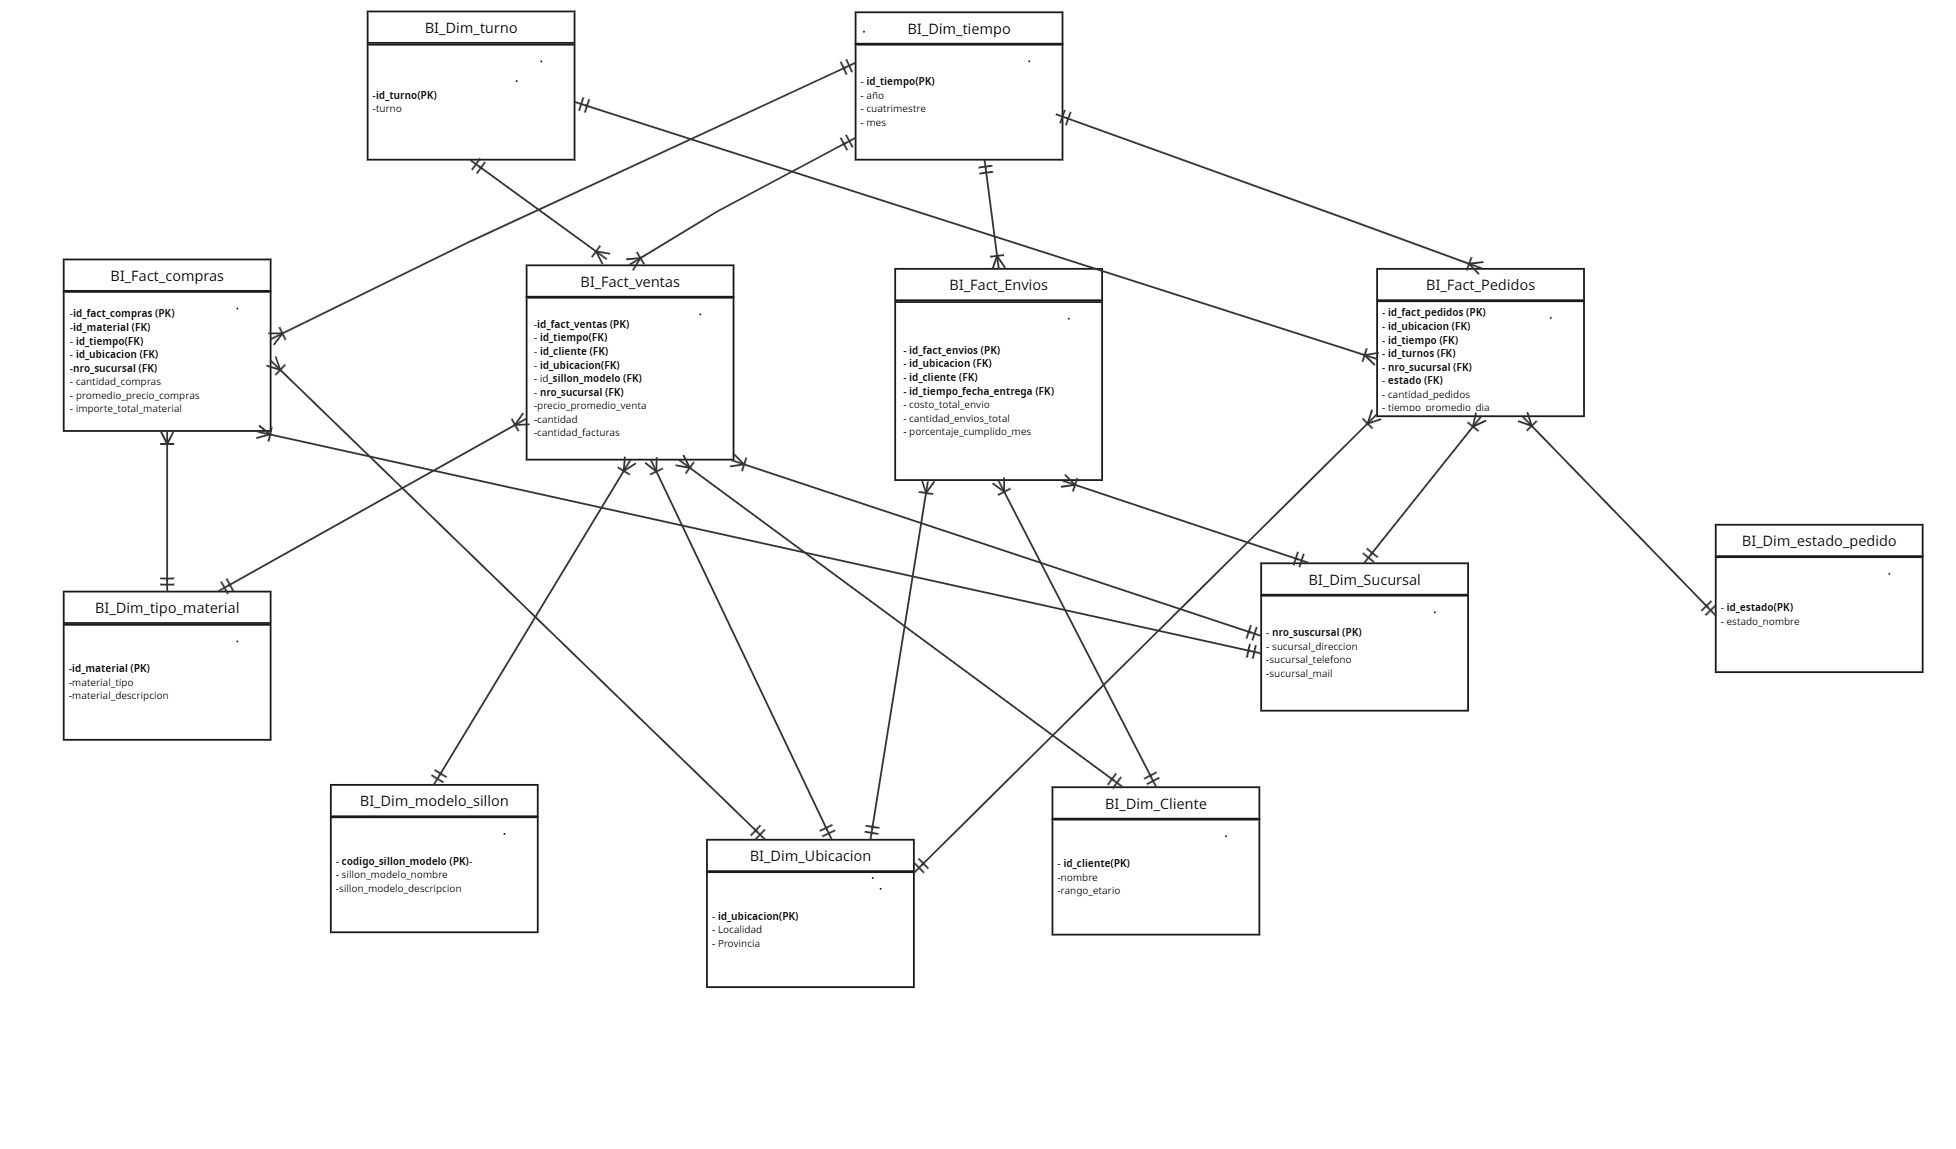 BI_Dim_turno
-id_turno(PK)
-turno
BI_Dim_tiempo
- id_tiempo(PK)
- año
- cuatrimestre
- mes
BI_Fact_compras
-id_fact_compras (PK)
-id_material (FK)
- id_tiempo(FK)
- id_ubicacion (FK)
-nro_sucursal (FK)
- cantidad_compras
- promedio_precio_compras
- importe_total_material
BI_Fact_ventas
-id_fact_ventas (PK)
- id_tiempo(FK)
- id_cliente (FK)
- id_ubicacion(FK)
- id_sillon_modelo (FK)
- nro_sucursal (FK)
-precio_promedio_venta
-cantidad
-cantidad_facturas
BI_Fact_Envios
- id_fact_envios (PK)
- id_ubicacion (FK)
- id_cliente (FK)
- id_tiempo_fecha_entrega (FK)
- costo_total_envio
- cantidad_envios_total
- porcentaje_cumplido_mes
BI_Fact_Pedidos
- id_fact_pedidos (PK)
- id_ubicacion (FK)
- id_tiempo (FK)
- id_turnos (FK)
- nro_sucursal (FK)
- estado (FK)
- cantidad_pedidos
- tiempo_promedio_dia
BI_Dim_tipo_material
-id_material (PK)
-material_tipo
-material_descripcion
BI_Dim_Sucursal
- nro_suscursal (PK)
- sucursal_direccion
-sucursal_telefono
-sucursal_mail
BI_Dim_estado_pedido
- id_estado(PK)
- estado_nombre
BI_Dim_modelo_sillon
- codigo_sillon_modelo (PK)-
- sillon_modelo_nombre
-sillon_modelo_descripcion
BI_Dim_Ubicacion
- id_ubicacion(PK)
- Localidad
- Provincia
BI_Dim_Cliente
- id_cliente(PK)
-nombre
-rango_etario